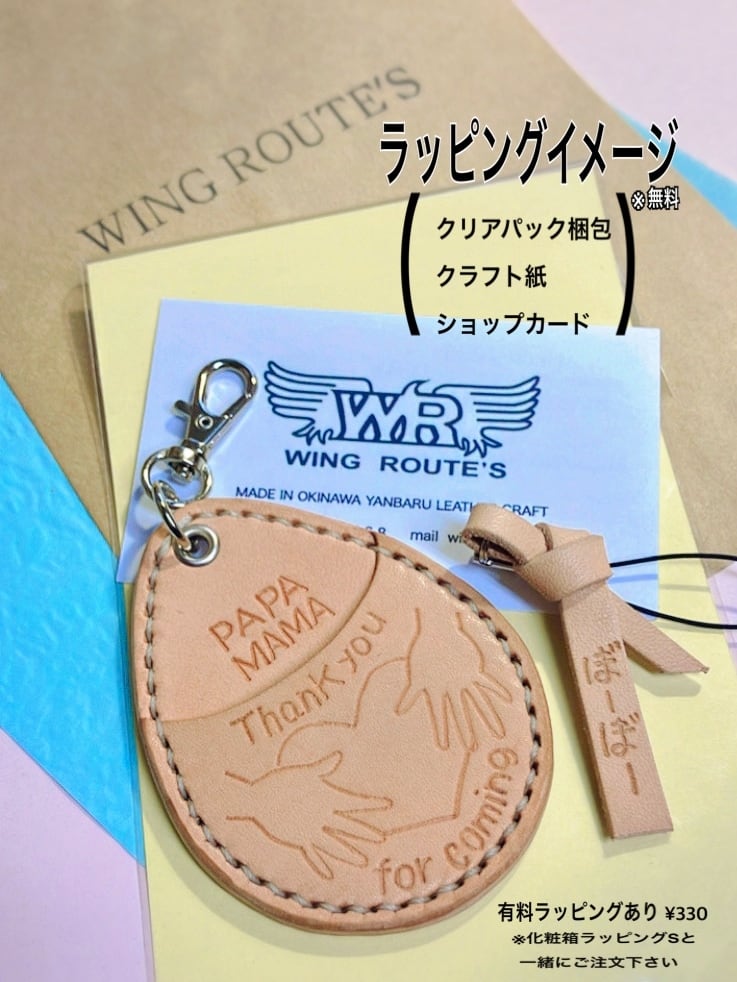 WING ROUTE'S
ラッピングイメージ
※無料
クリアパック梱包
クラフト紙
ショップカード
WR
WING ROUTE'S
MADE IN OKINAWA YANBARU LEATHER CRAFT
mail
PAPA
MAMA
Thank you
for coming
ぼーぼー
有料ラッピングあり ¥330
※化粧箱ラッピングSと
一緒にご注文下さい